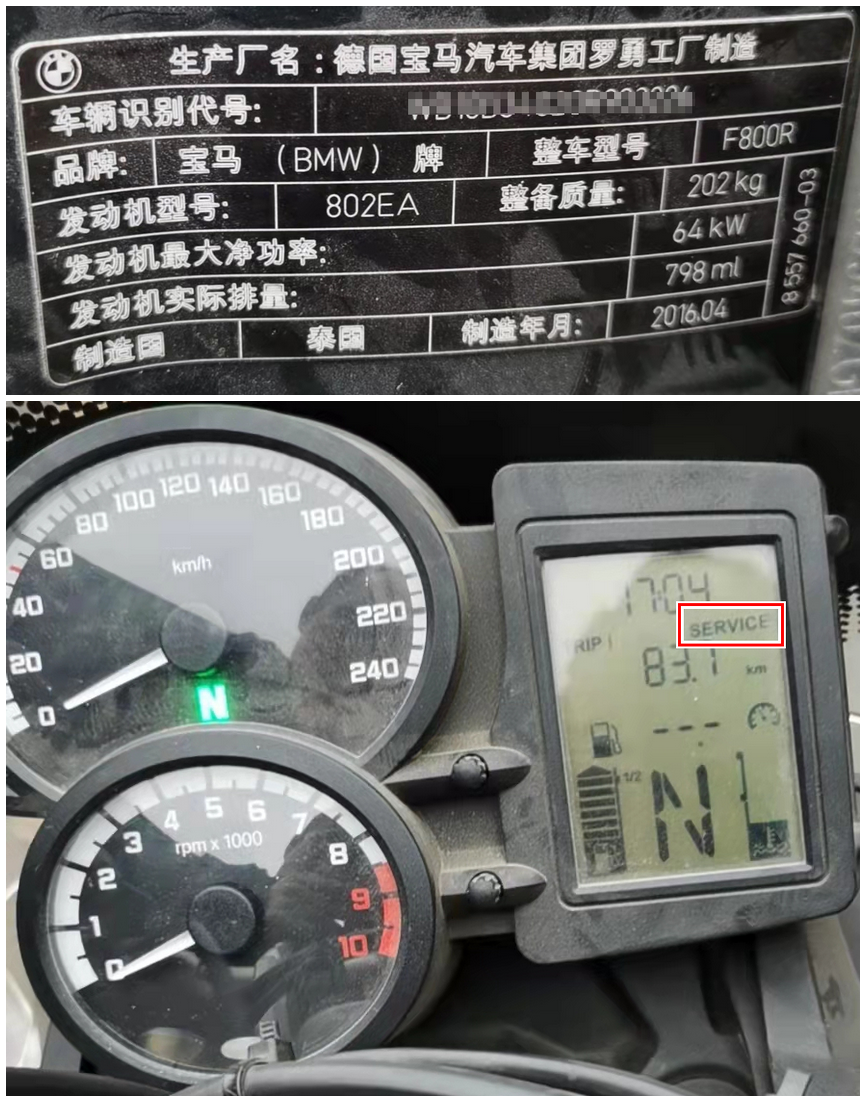 生产厂名：德国宝马汽车集团罗勇工厂制造
车辆识别代号:
品牌: 宝马 (BMW) 牌 整车型号 F800R
发动机型号: 802EA 整备质量: 202kg
发动机最大净功率: 64 kW
发动机实际排量: 798 ml
制造国 泰国 制造年月: 2016.04
8 557 660-03
0 20 40 60 80 100 120 140 160 180 200 220 240
km/h
N
0 1 2 3 4 5 6 7 8 9 10
rpm x 1000
17:04
SERVICE
TRIP 1
83.1 km
---
1/2
N